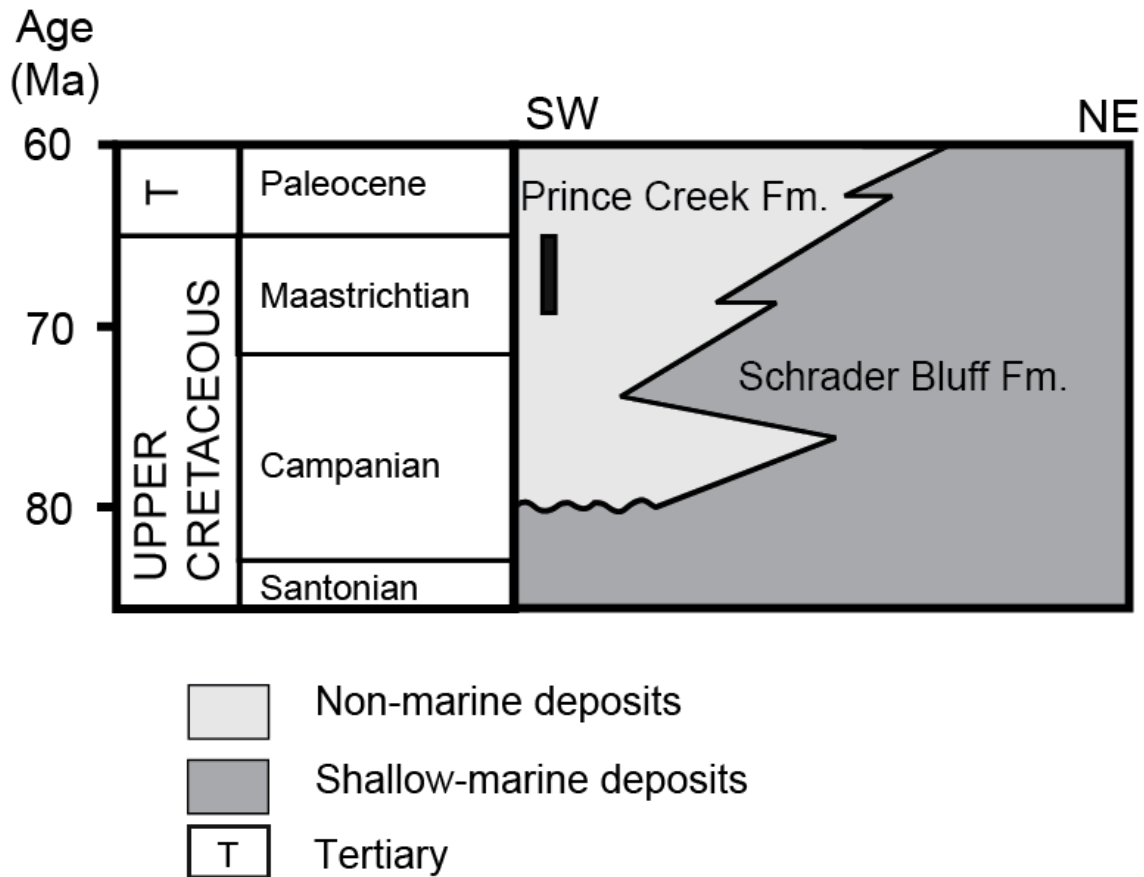 Age
(Ma)
SW
NE
60
70
80
T
UPPER
CRETACEOUS
Paleocene
Maastrichtian
Campanian
Santonian
Prince Creek Fm.
Schrader Bluff Fm.
Non-marine deposits
Shallow-marine deposits
T
Tertiary